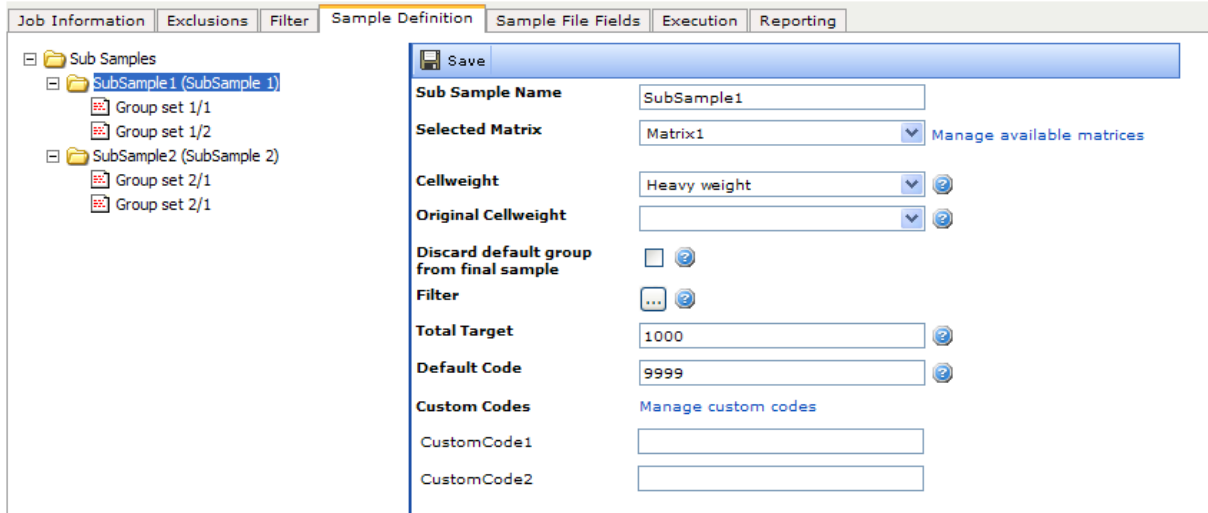 Job Information Exclusions Filter Sample Definition Sample File Fields Execution Reporting
Sub Samples
SubSample1 (SubSample 1)
Group set 1/1
Group set 1/2
SubSample2 (SubSample 2)
Group set 2/1
Group set 2/1
Save
Sub Sample Name SubSample1
Selected Matrix Matrix1 Manage available matrices
Cellweight Heavy weight
Original Cellweight
Discard default group
from final sample
Filter ...
Total Target 1000
Default Code 9999
Custom Codes Manage custom codes
CustomCode1
CustomCode2